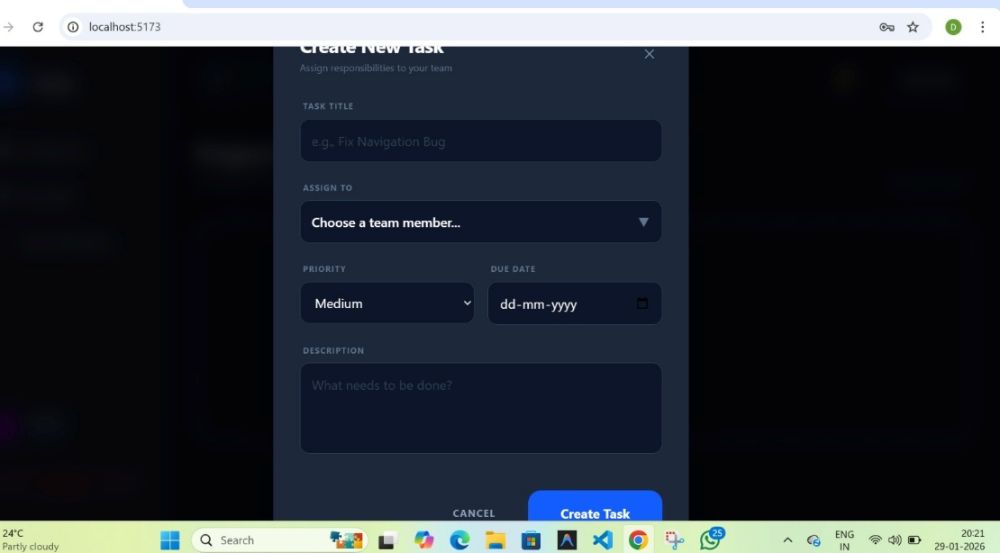 localhost:5173
D
Create New Task
Assign responsibilities to your team
TASK TITLE
e.g., Fix Navigation Bug
ASSIGN TO
Choose a team member...
PRIORITY
DUE DATE
Medium
dd-mm-yyyy
DESCRIPTION
What needs to be done?
CANCEL
Create Task
24°C
Partly cloudy
Search
25
ENG
IN
20:21
29-01-2026